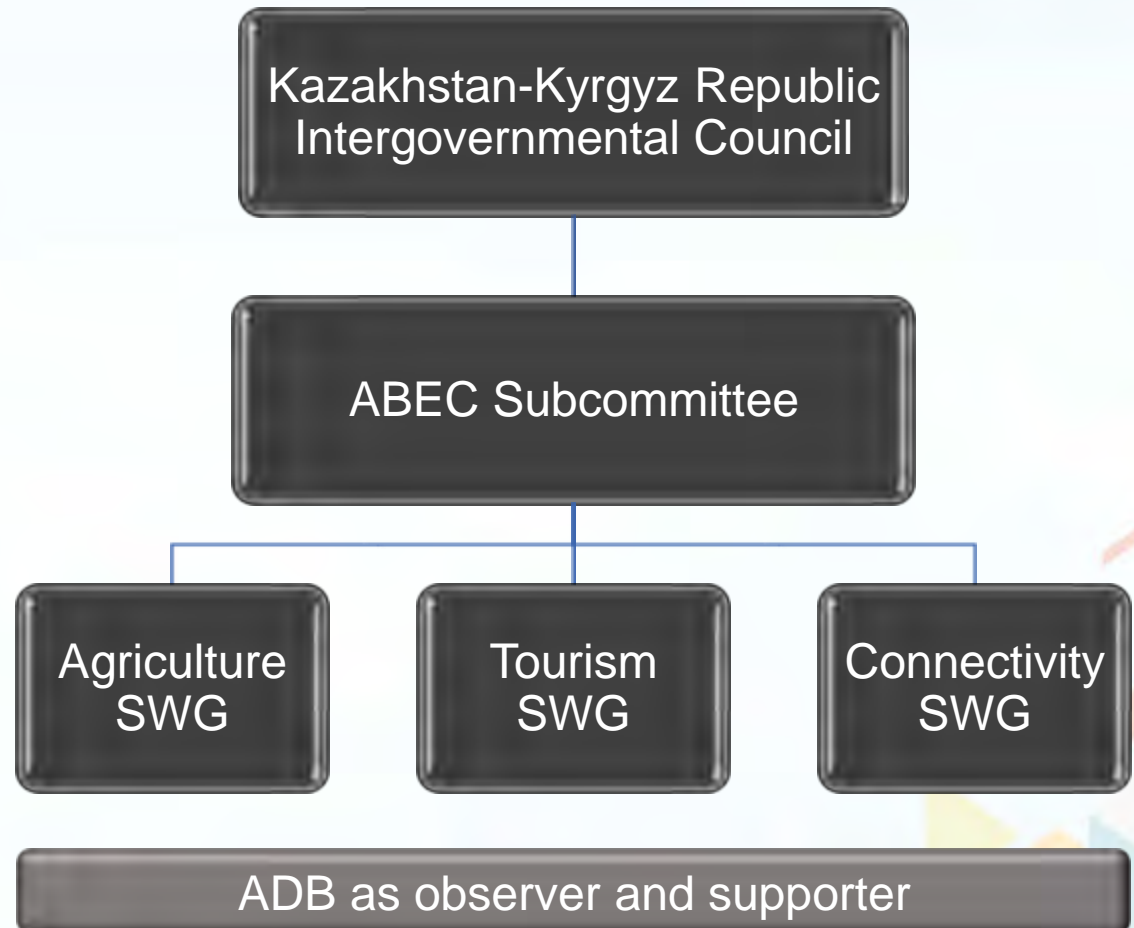 Kazakhstan-Kyrgyz Republic
Intergovernmental Council
ABEC Subcommittee
Agriculture
SWG
Tourism
SWG
Connectivity
SWG
ADB as observer and supporter